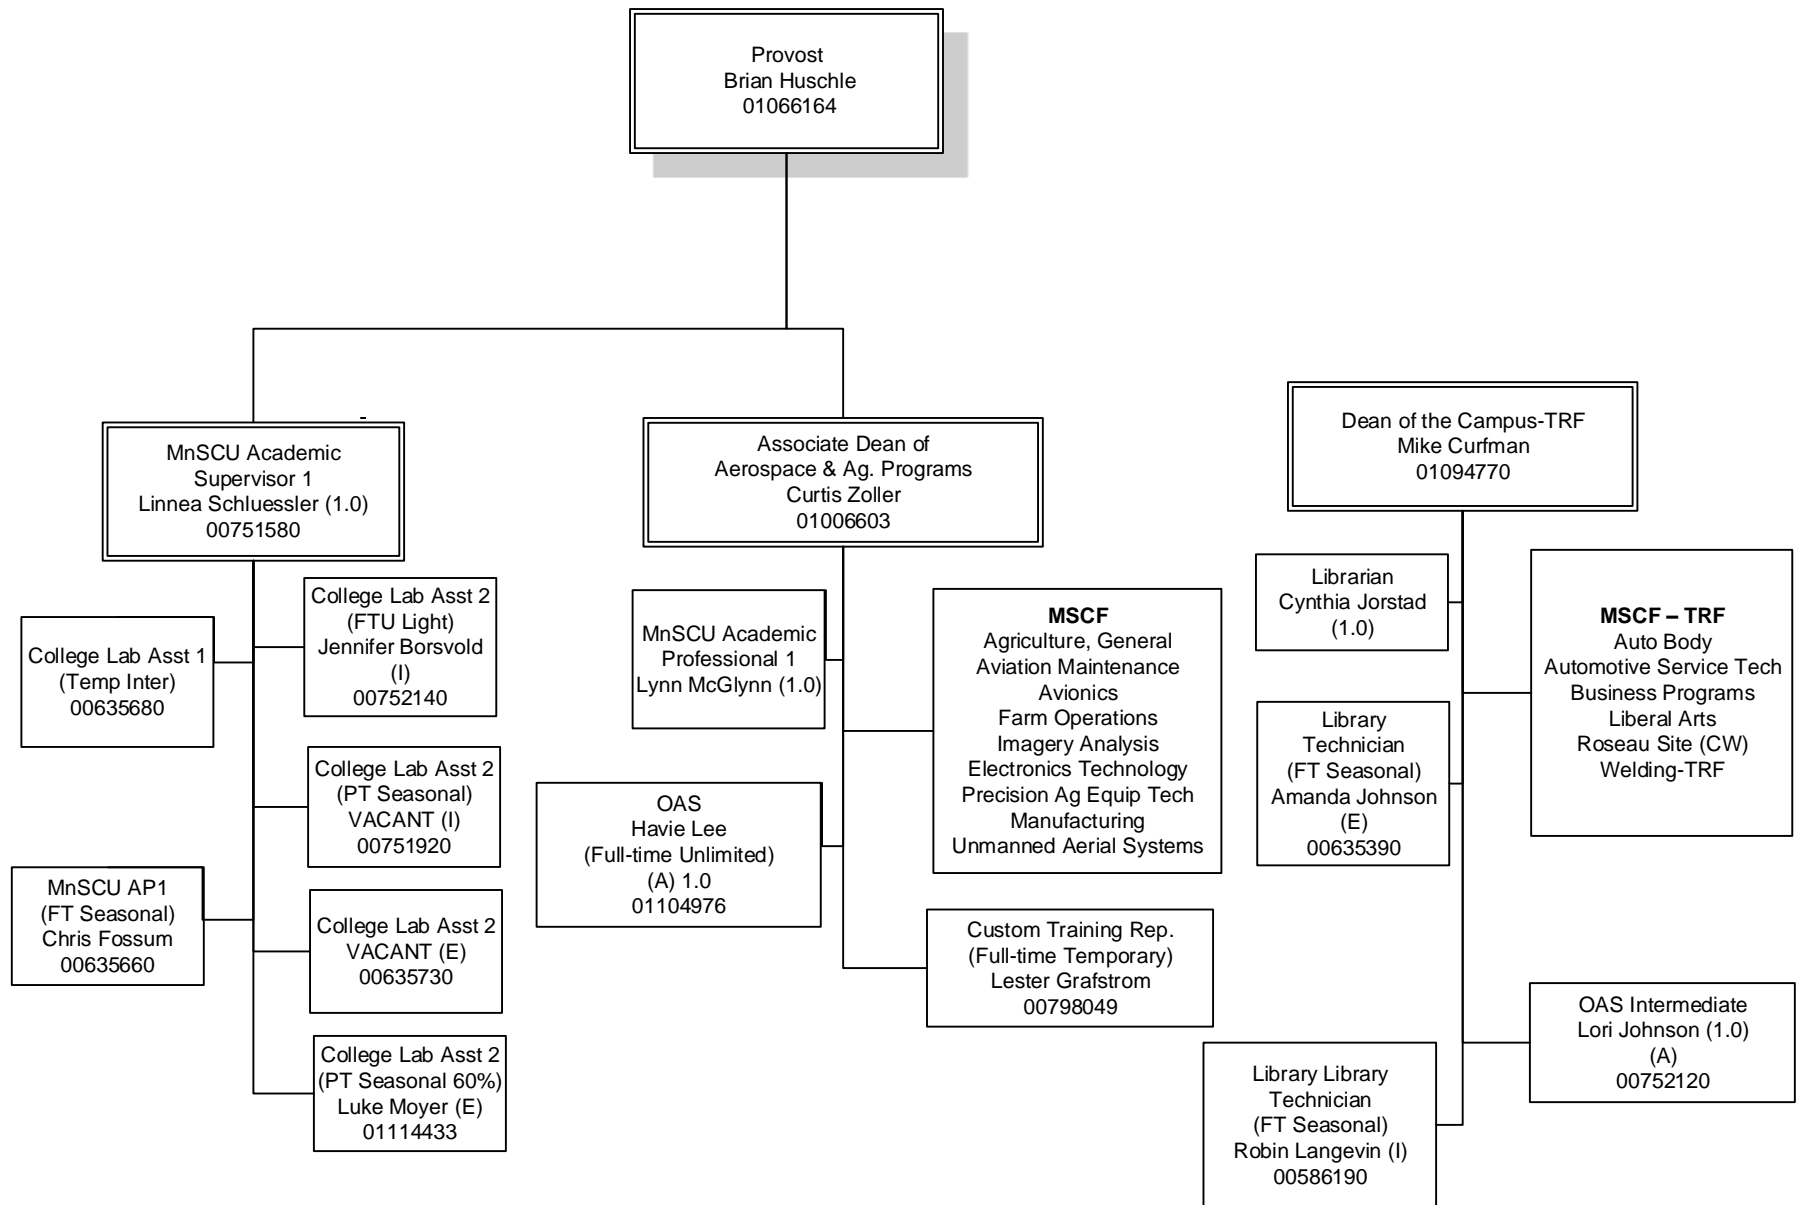 Provost
Brian Huschle
01066164
-
MnSCU Academic
Supervisor 1
Linnea Schluessler (1.0)
00751580
Associate Dean of
Aerospace & Ag. Programs
Curtis Zoller
01006603
Dean of the Campus-TRF
Mike Curfman
01094770
College Lab Asst 1
(Temp Inter)
00635680
College Lab Asst 2
(FTU Light)
Jennifer Borsvold
(I)
00752140
College Lab Asst 2
(PT Seasonal)
VACANT (I)
00751920
MnSCU AP1
(FT Seasonal)
Chris Fossum
00635660
College Lab Asst 2
VACANT (E)
00635730
College Lab Asst 2
(PT Seasonal 60%)
Luke Moyer (E)
01114433
MnSCU Academic
Professional 1
Lynn McGlynn (1.0)
MSCF
Agriculture, General
Aviation Maintenance
Avionics
Farm Operations
Imagery Analysis
Electronics Technology
Precision Ag Equip Tech
Manufacturing
Unmanned Aerial Systems
OAS
Havie Lee
(Full-time Unlimited)
(A) 1.0
01104976
Custom Training Rep.
(Full-time Temporary)
Lester Grafstrom
00798049
Librarian
Cynthia Jorstad
(1.0)
MSCF – TRF
Auto Body
Automotive Service Tech
Business Programs
Liberal Arts
Roseau Site (CW)
Welding-TRF
Library
Technician
(FT Seasonal)
Amanda Johnson
(E)
00635390
OAS Intermediate
Lori Johnson (1.0)
(A)
00752120
Library Library
Technician
(FT Seasonal)
Robin Langevin (I)
00586190